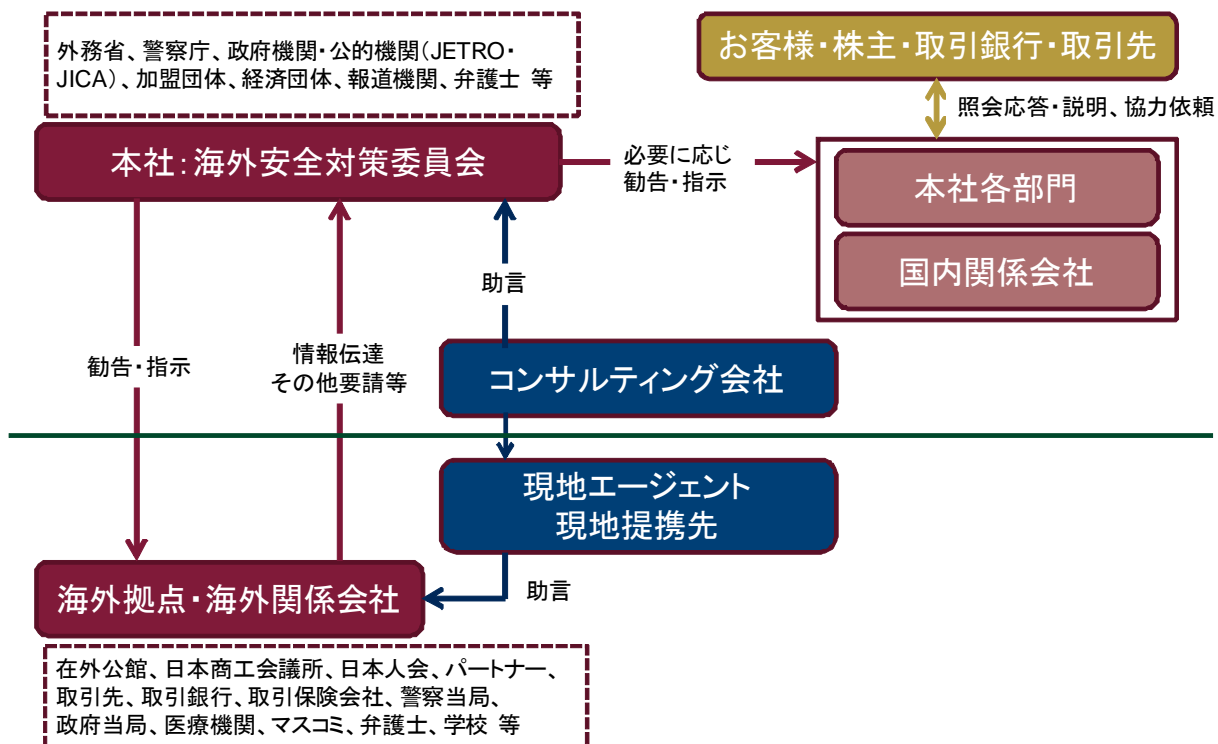 外務省、警察庁、政府機関・公的機関(JETRO・
JICA)、加盟団体、経済団体、報道機関、弁護士 等
お客様・株主・取引銀行・取引先
照会応答・説明、協力依頼
本社:海外安全対策委員会
必要に応じ
勧告・指示
本社各部門
国内関係会社
助言
勧告・指示
情報伝達
その他要請等
コンサルティング会社
現地エージェント
現地提携先
海外拠点・海外関係会社
助言
在外公館、日本商工会議所、日本人会、パートナー、
取引先、取引銀行、取引保険会社、警察当局、
政府当局、医療機関、マスコミ、弁護士、学校 等